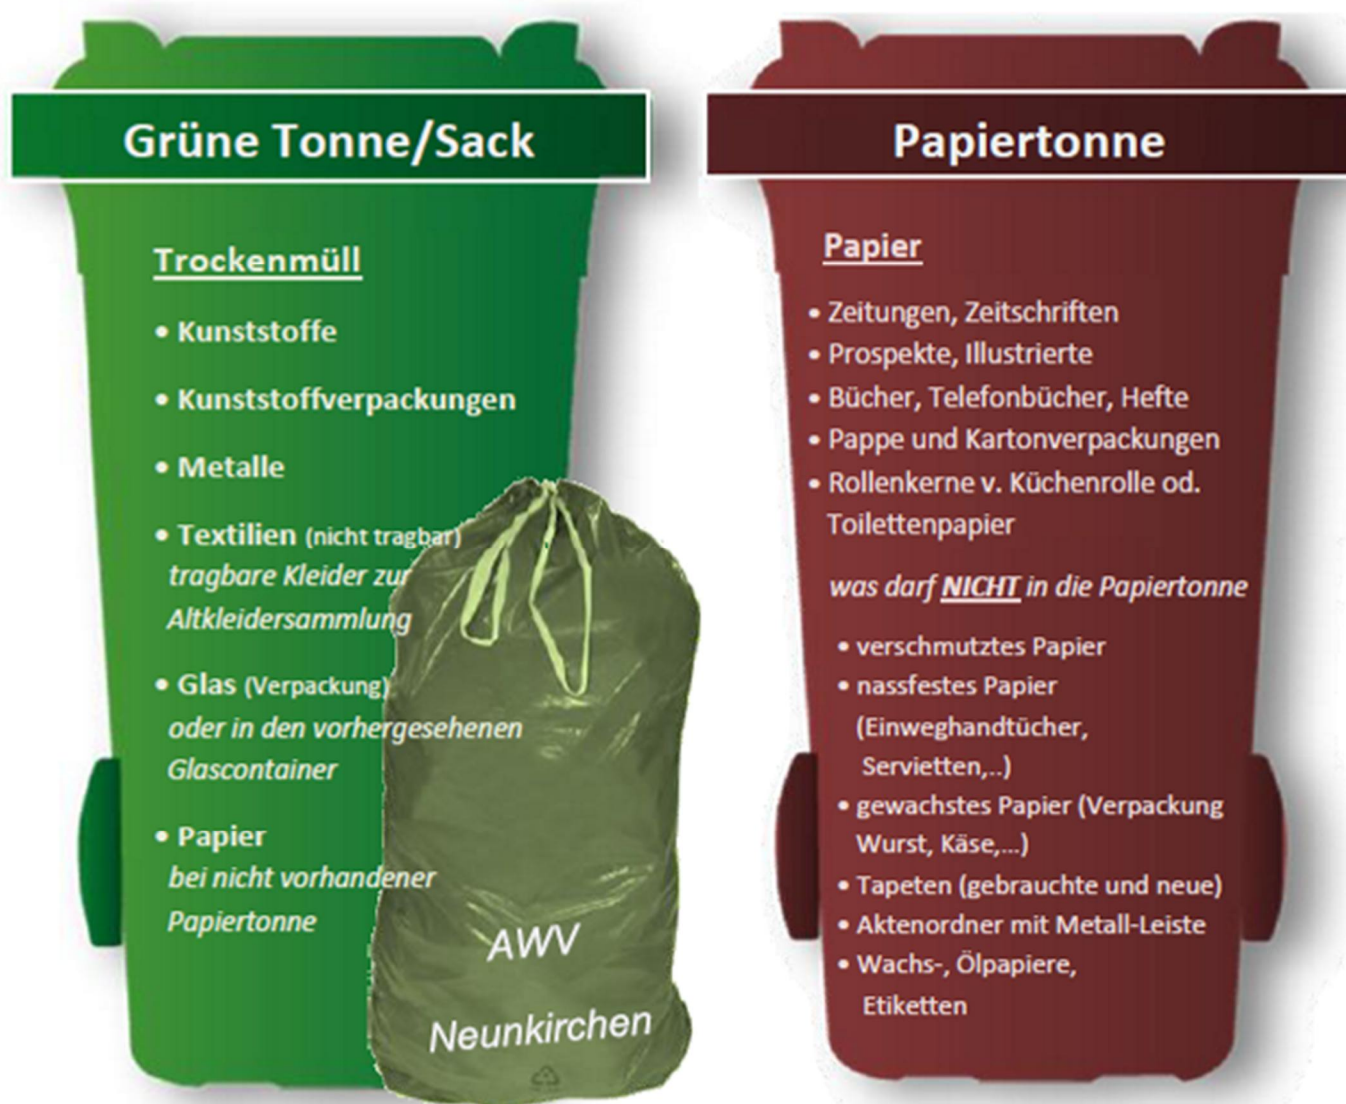 Grüne Tonne/Sack
Trockenmüll
• Kunststoffe
• Kunststoffverpackungen
• Metalle
• Textilien (nicht tragbar)
tragbare Kleider zur
Altkleidersammlung
• Glas (Verpackung)
oder in den vorhergesehenen
Glascontainer
• Papier
bei nicht vorhandener
Papiertonne
AWV
Neunkirchen
Papiertonne
Papier
• Zeitungen, Zeitschriften
• Prospekte, Illustrierte
• Bücher, Telefonbücher, Hefte
• Pappe und Kartonverpackungen
• Rollenkerne v. Küchenrolle od.
Toilettenpapier
was darf NICHT in die Papiertonne
• verschmutztes Papier
• nassfestes Papier
(Einweghandtücher,
Servietten,..)
• gewachstes Papier (Verpackung
Wurst, Käse,...)
• Tapeten (gebrauchte und neue)
• Aktenordner mit Metall-Leiste
• Wachs-, Ölpapiere,
Etiketten